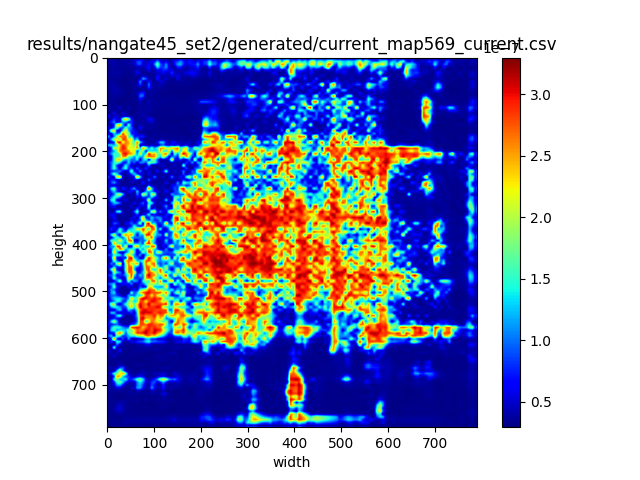 results/nangate45_set2/generated/current_map569_current.csv
1e−7
0
100
200
300
400
500
600
700
height
0 100 200 300 400 500 600 700
width
3.0
2.5
2.0
1.5
1.0
0.5